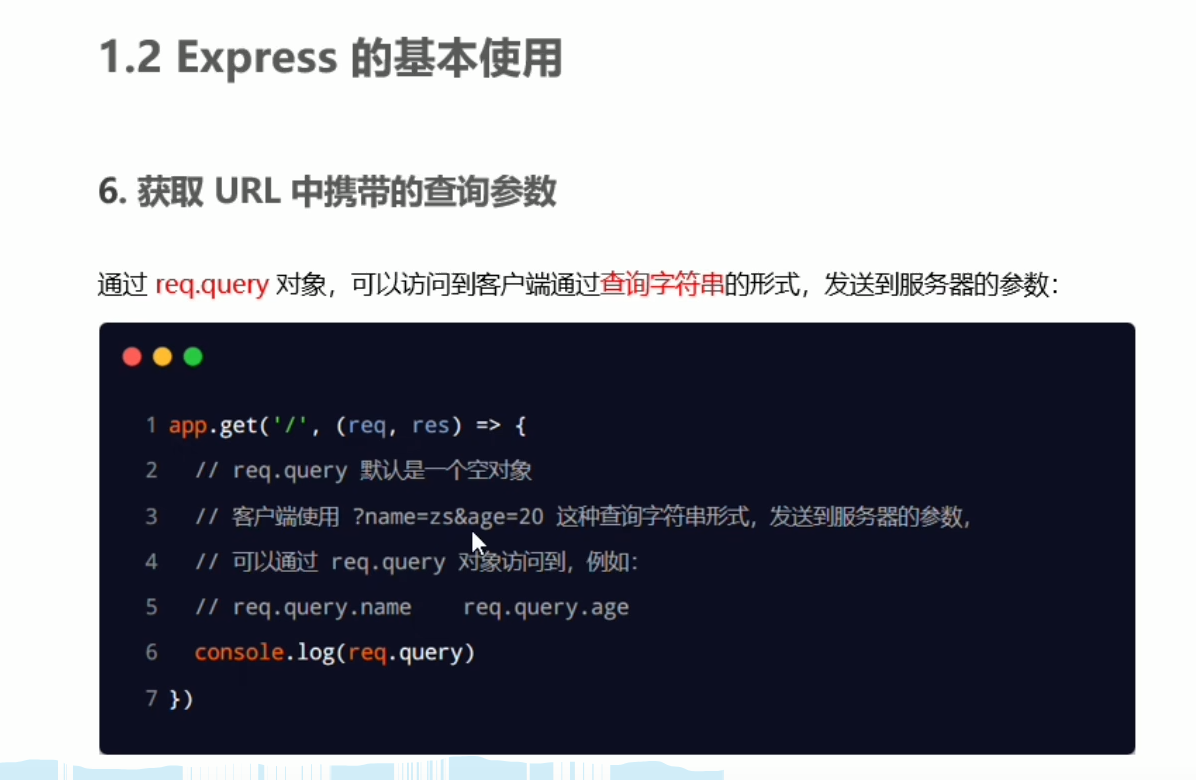 1.2 Express 的基本使用
6. 获取 URL 中携带的查询参数
通过 req.query 对象，可以访问到客户端通过查询字符串的形式，发送到服务器的参数：
1 app.get('/', (req, res) => {
2 // req.query 默认是一个空对象
3 // 客户端使用 ?name=zs&age=20 这种查询字符串形式，发送到服务器的参数，
4 // 可以通过 req.query 对象访问到，例如：
5 // req.query.name    req.query.age
6 console.log(req.query)
7 })